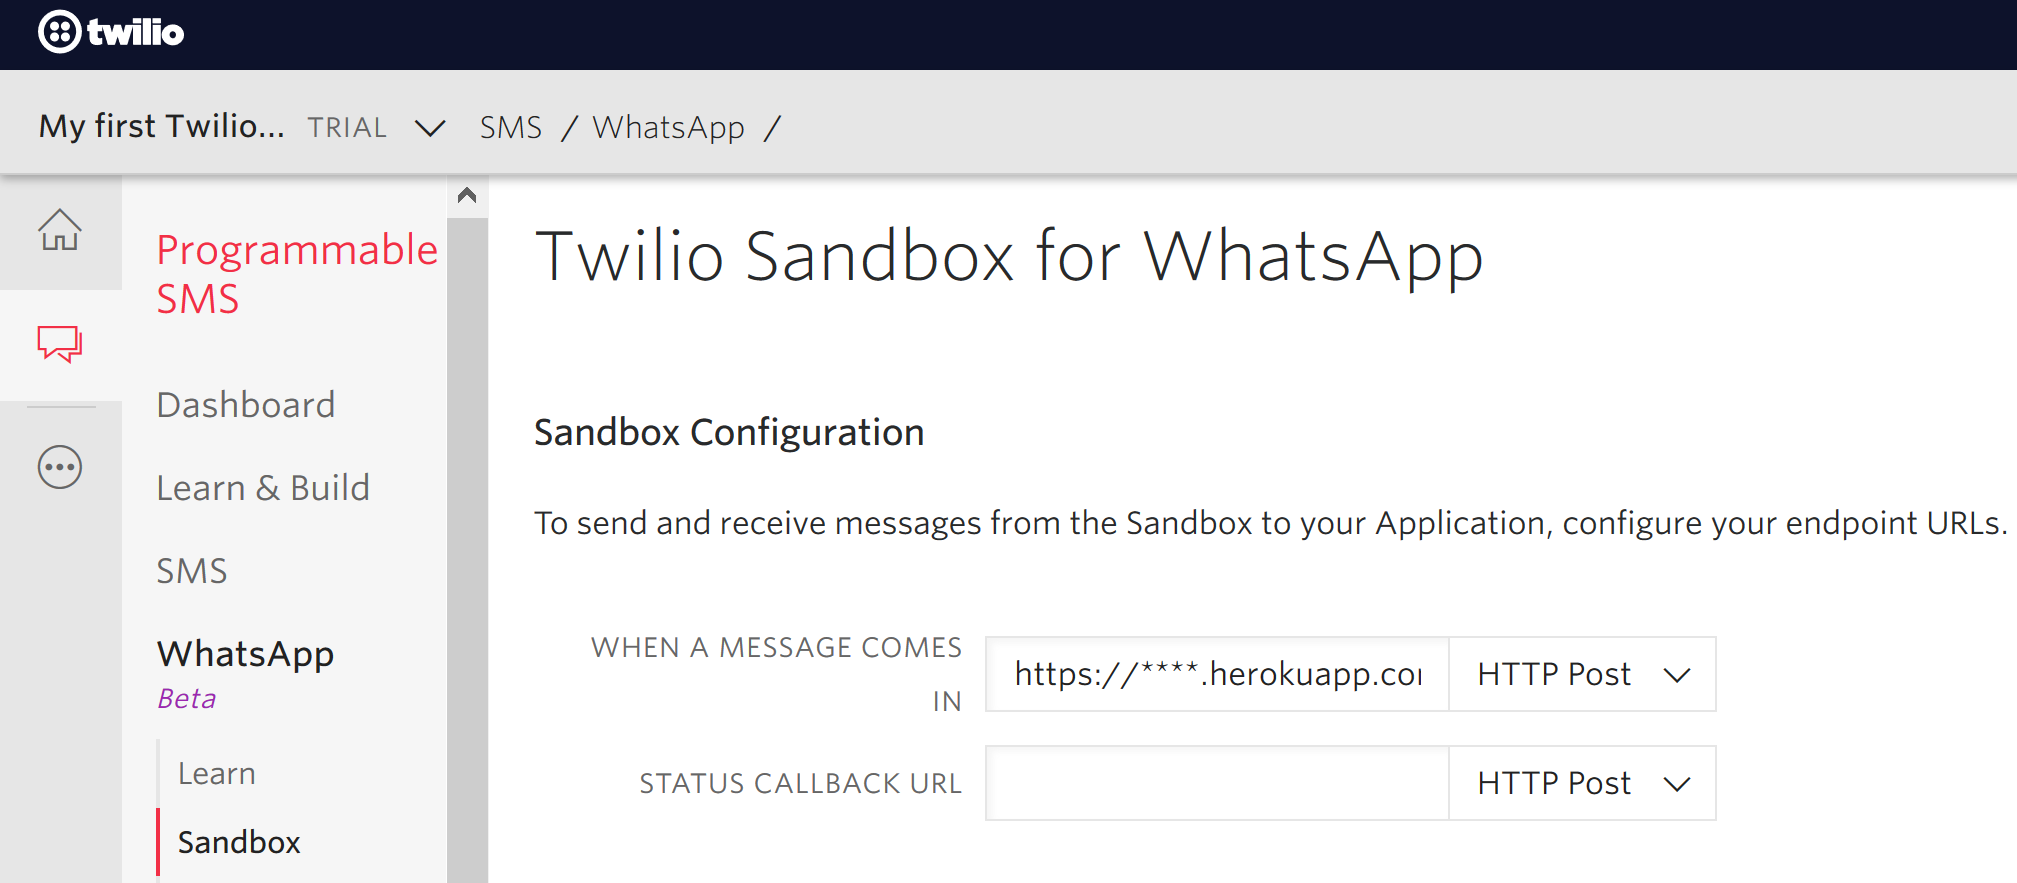 twilio
My first Twilio... TRIAL SMS / WhatsApp /
Programmable
SMS
Dashboard
Learn & Build
SMS
WhatsApp
Beta
Learn
Sandbox
Twilio Sandbox for WhatsApp
Sandbox Configuration
To send and receive messages from the Sandbox to your Application, configure your endpoint URLs.
WHEN A MESSAGE COMES
IN
https://****.herokuapp.co
HTTP Post
STATUS CALLBACK URL
HTTP Post